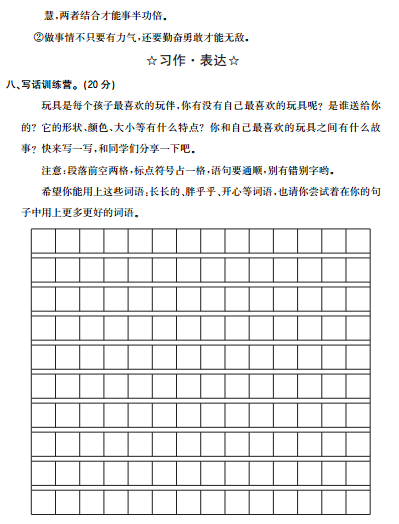 慧,两者结合才能事半功倍。
②做事情不只要有力气,还要勤奋勇敢才能无敌。
☆习作·表达☆
八、写话训练营。(20分)
玩具是每个孩子最喜欢的玩伴,你有没有自己最喜欢的玩具呢?是谁送给你
的?它的形状、颜色、大小等有什么特点?你和自己最喜欢的玩具之间有什么故
事?快来写一写,和同学们分享一下吧。
注意:段落前空两格,标点符号占一格,语句要通顺,别有错别字哟。
希望你能用上这些词语:长长的、胖乎乎、开心等词语,也请你尝试着在你的句
子中用上更多更好的词语。